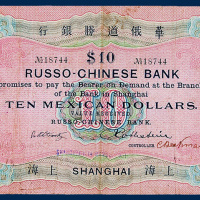 行銀勝道俄華
$10
№18744 №18744
RUSSO-CHINESE BANK
promises to pay the Bearer on Demand at the Branch
of the Bank in Shanghai
TEN MEXICAN DOLLARS.
VALUE RECEIVED
RUSSO-CHINESE BANK.
CONTROLLER
海上 SHANGHAI 海上